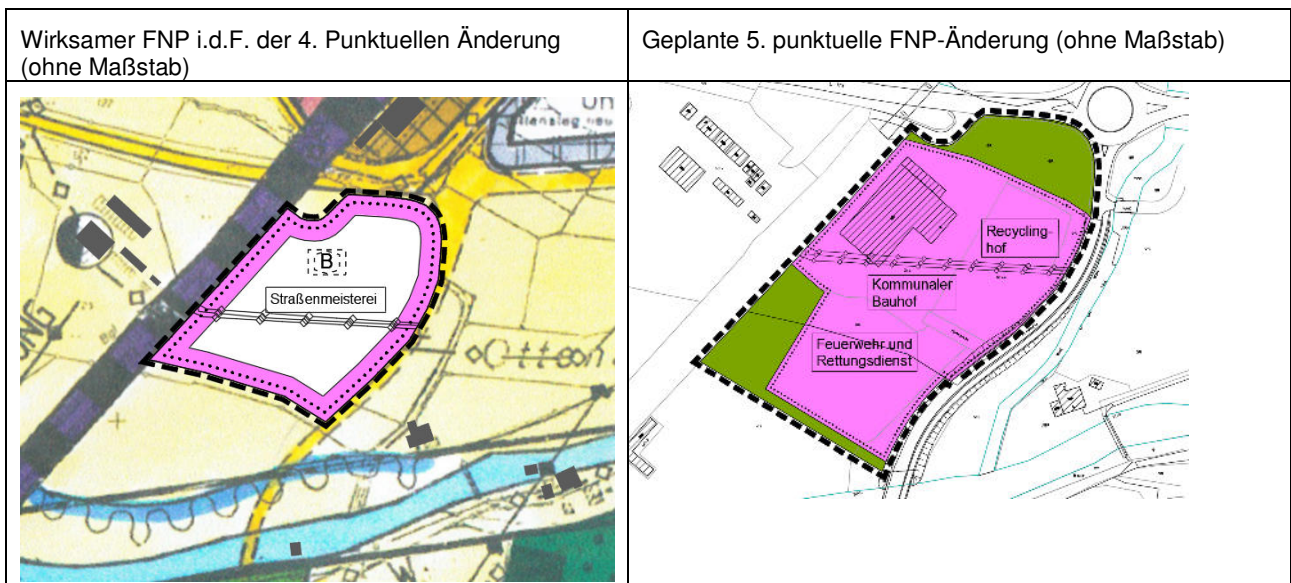 Wirksamer FNP i.d.F. der 4. Punktuellen Änderung
(ohne Maßstab)
Geplante 5. punktuelle FNP-Änderung (ohne Maßstab)
B
Straßenmeisterei
Recycling-
hof
Kommunaler
Bauhof
Feuerwehr und
Rettungsdienst